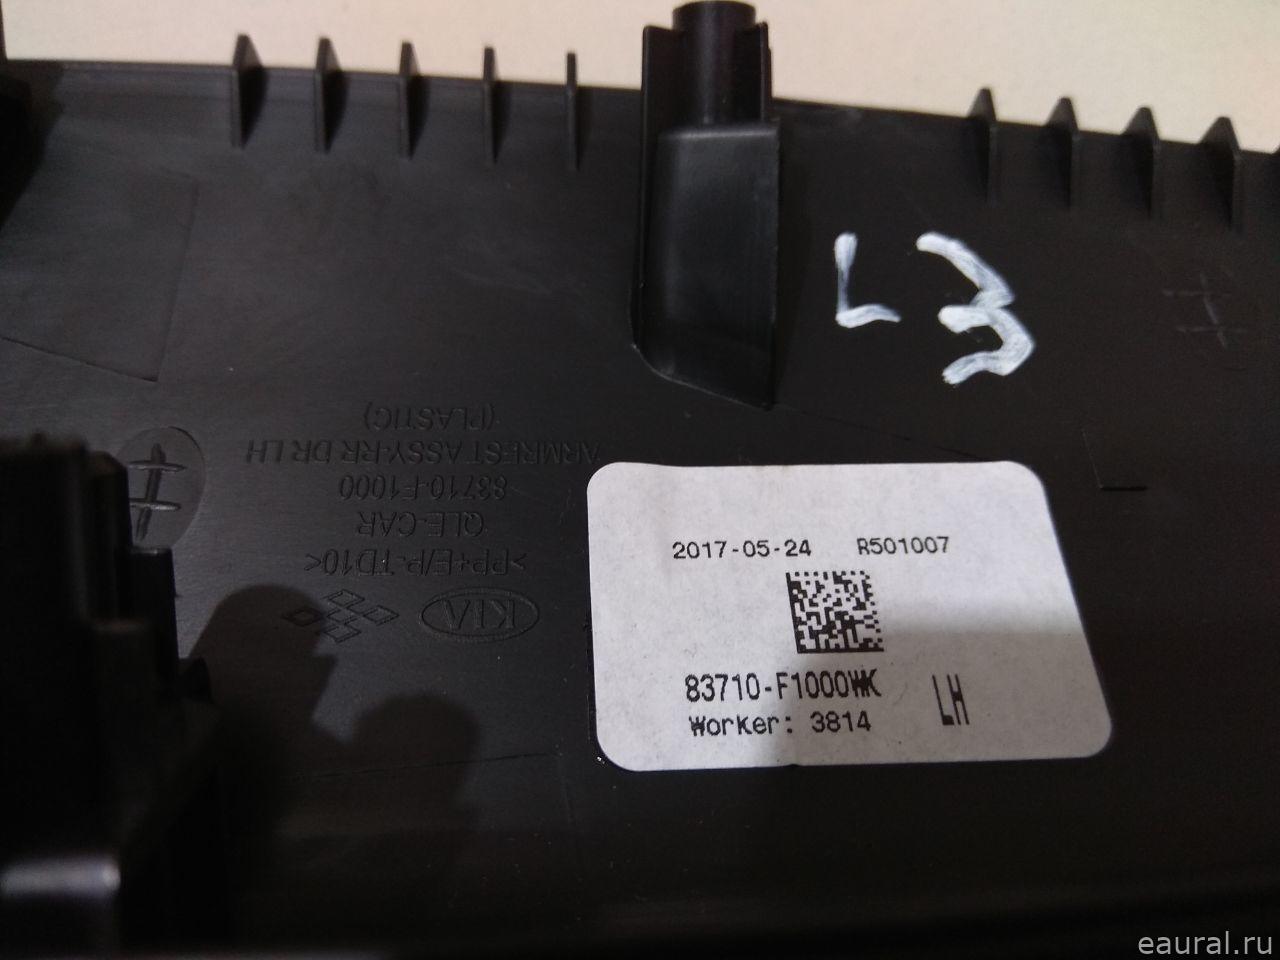 L3
(PLASTIC)
ARMREST ASSY-RR DR LH
83710-F1000
QLE-CAR
>PP+E/P-TD10<
KIA
2017-05-24 R501007
83710-F1000WK
LH
Worker: 3814
eaural.ru